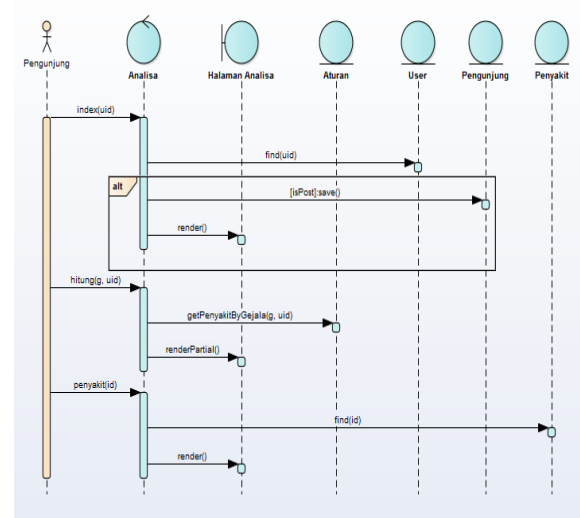 Pengunjung
Analisa
Halaman Analisa
Aturan
User
Pengunjung
Penyakit
index(uid)
find(uid)
alt
[isPost]:save()
render()
hitung(g, uid)
getPenyakitByGejala(g, uid)
renderPartial()
penyakit(id)
find(id)
render()